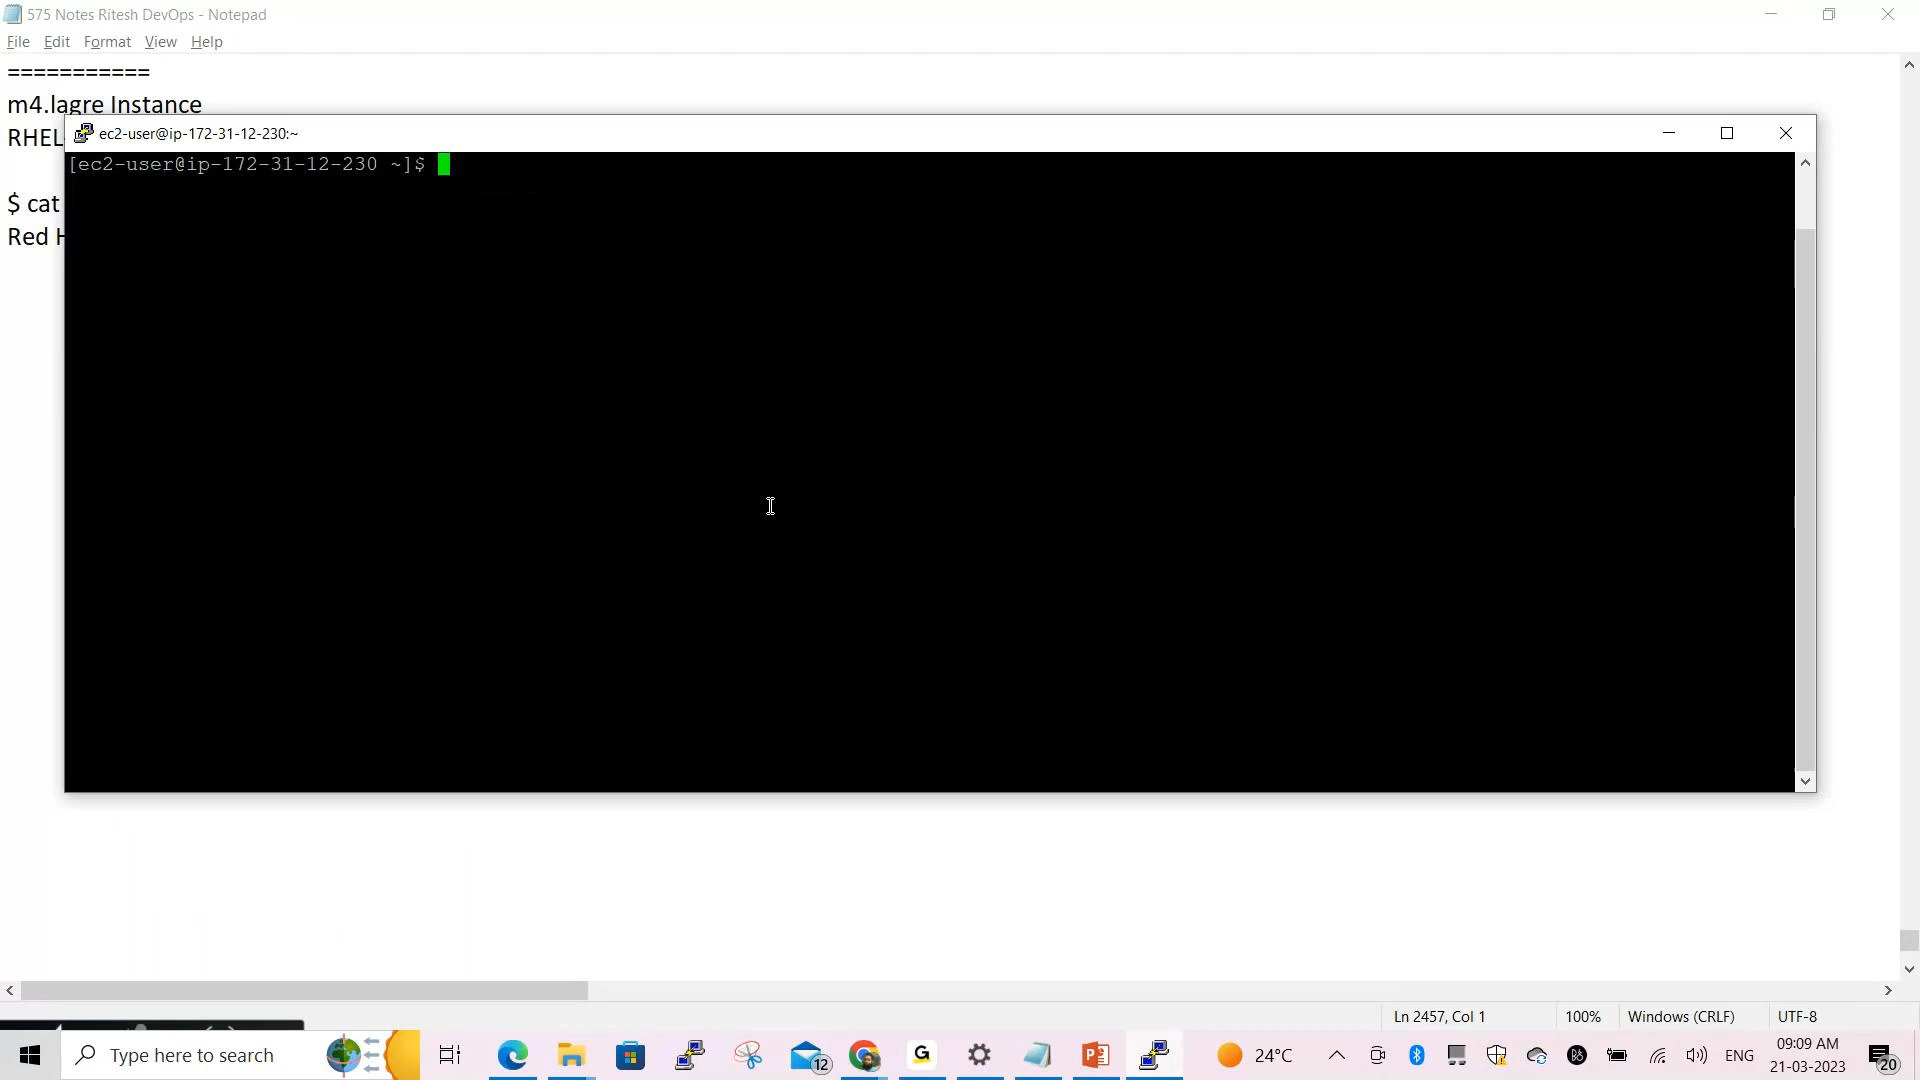 575 Notes Ritesh DevOps - Notepad
File Edit Format View Help
===========
m4.lagre Instance
RHEL
ec2-user@ip-172-31-12-230:~
[ec2-user@ip-172-31-12-230 ~]$
$ cat
Red H
Ln 2457, Col 1
100%
Windows (CRLF)
UTF-8
Type here to search
12
G
24°C
ENG
09:09 AM
21-03-2023
20